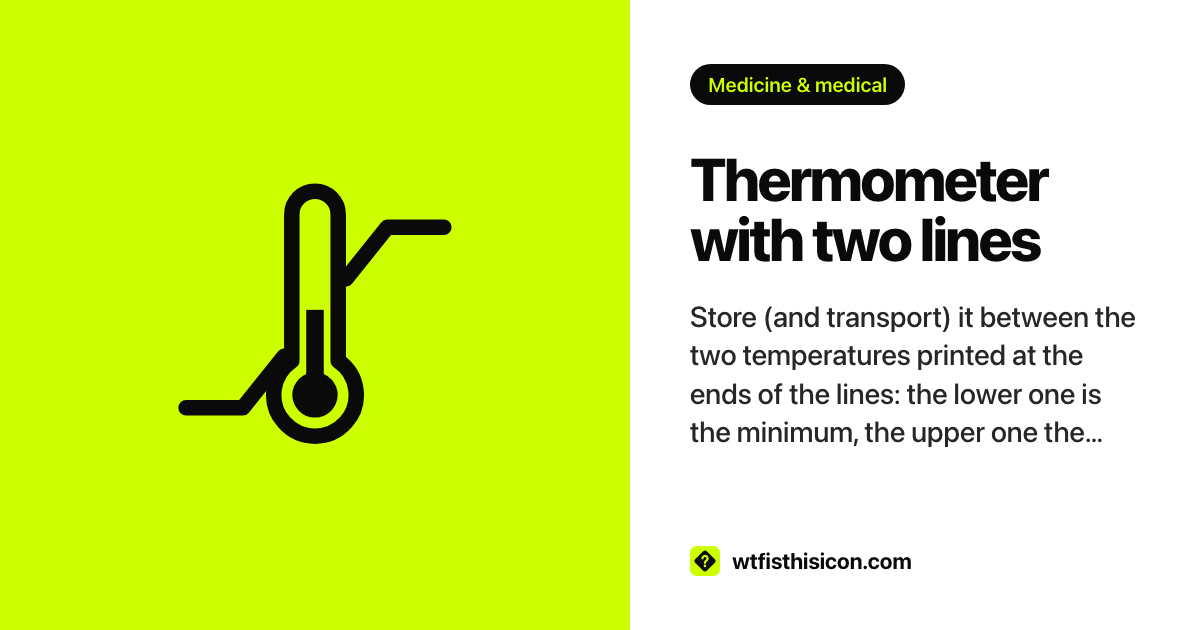 Medicine & medical
Thermometer
with two lines
Store (and transport) it between the
two temperatures printed at the
ends of the lines: the lower one is
the minimum, the upper one the...
wtfisthisicon.com